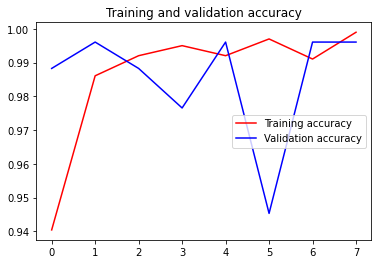 Training and validation accuracy
1.00
0.99
0.98
0.97
0.96
0.95
0.94
Training accuracy
Validation accuracy
0 1 2 3 4 5 6 7